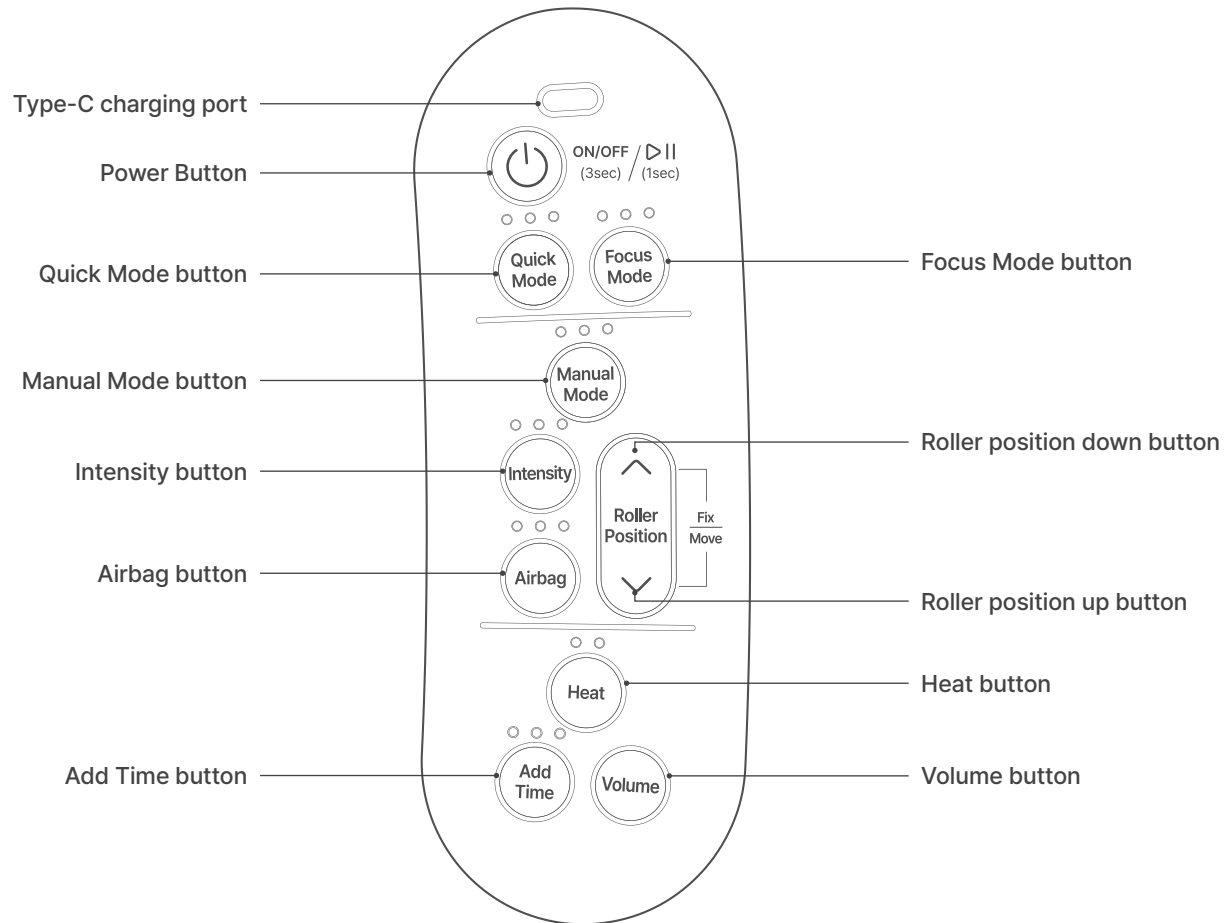 Type-C charging port
Power Button
ON/OFF
(3sec)
/
(1sec)
Quick Mode button
Quick
Mode
Focus
Mode
Focus Mode button
Manual Mode button
Manual
Mode
Roller position down button
Intensity button
Intensity
Roller
Position
Fix
Move
Airbag button
Airbag
Roller position up button
Heat
Heat button
Add Time button
Add
Time
Volume
Volume button